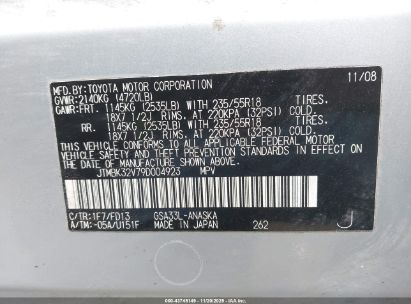 MFD.BY:TOYOTA MOTOR CORPORATION 11/08
GVWR:2140KG (4720LB)
GAWR:FRT. 1145KG (2535LB) WITH 235/55R18 TIRES,
18X7 1/2J RIMS, AT 220KPA (32PSI) COLD.
RR. 1145KG (2535LB) WITH 235/55R18 TIRES,
18X7 1/2J RIMS, AT 220KPA (32PSI) COLD.
THIS VEHICLE CONFORMS TO ALL APPLICABLE FEDERAL
MOTOR VEHICLE SAFETY AND THEFT
PREVENTION STANDARDS IN EFFECT ON THE DATE OF
MANUFACTURE SHOWN ABOVE.
JTMBK32V79D004923 MPV
C/TR:1F7/FD13 GSA33L-ANASKA
A/TM:-05A/U151F MADE IN JAPAN 262 J